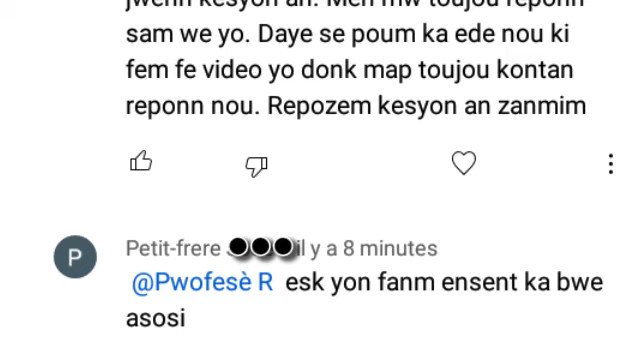 jwenn kesyon an. Men mw toujou reponn
sam we yo. Daye se poum ka ede nou ki
fem fe video yo donk map toujou kontan
reponn nou. Repozem kesyon an zanmim
P
Petit-frere il y a 8 minutes
@Pwofesè R esk yon fanm ensent ka bwe
asosi